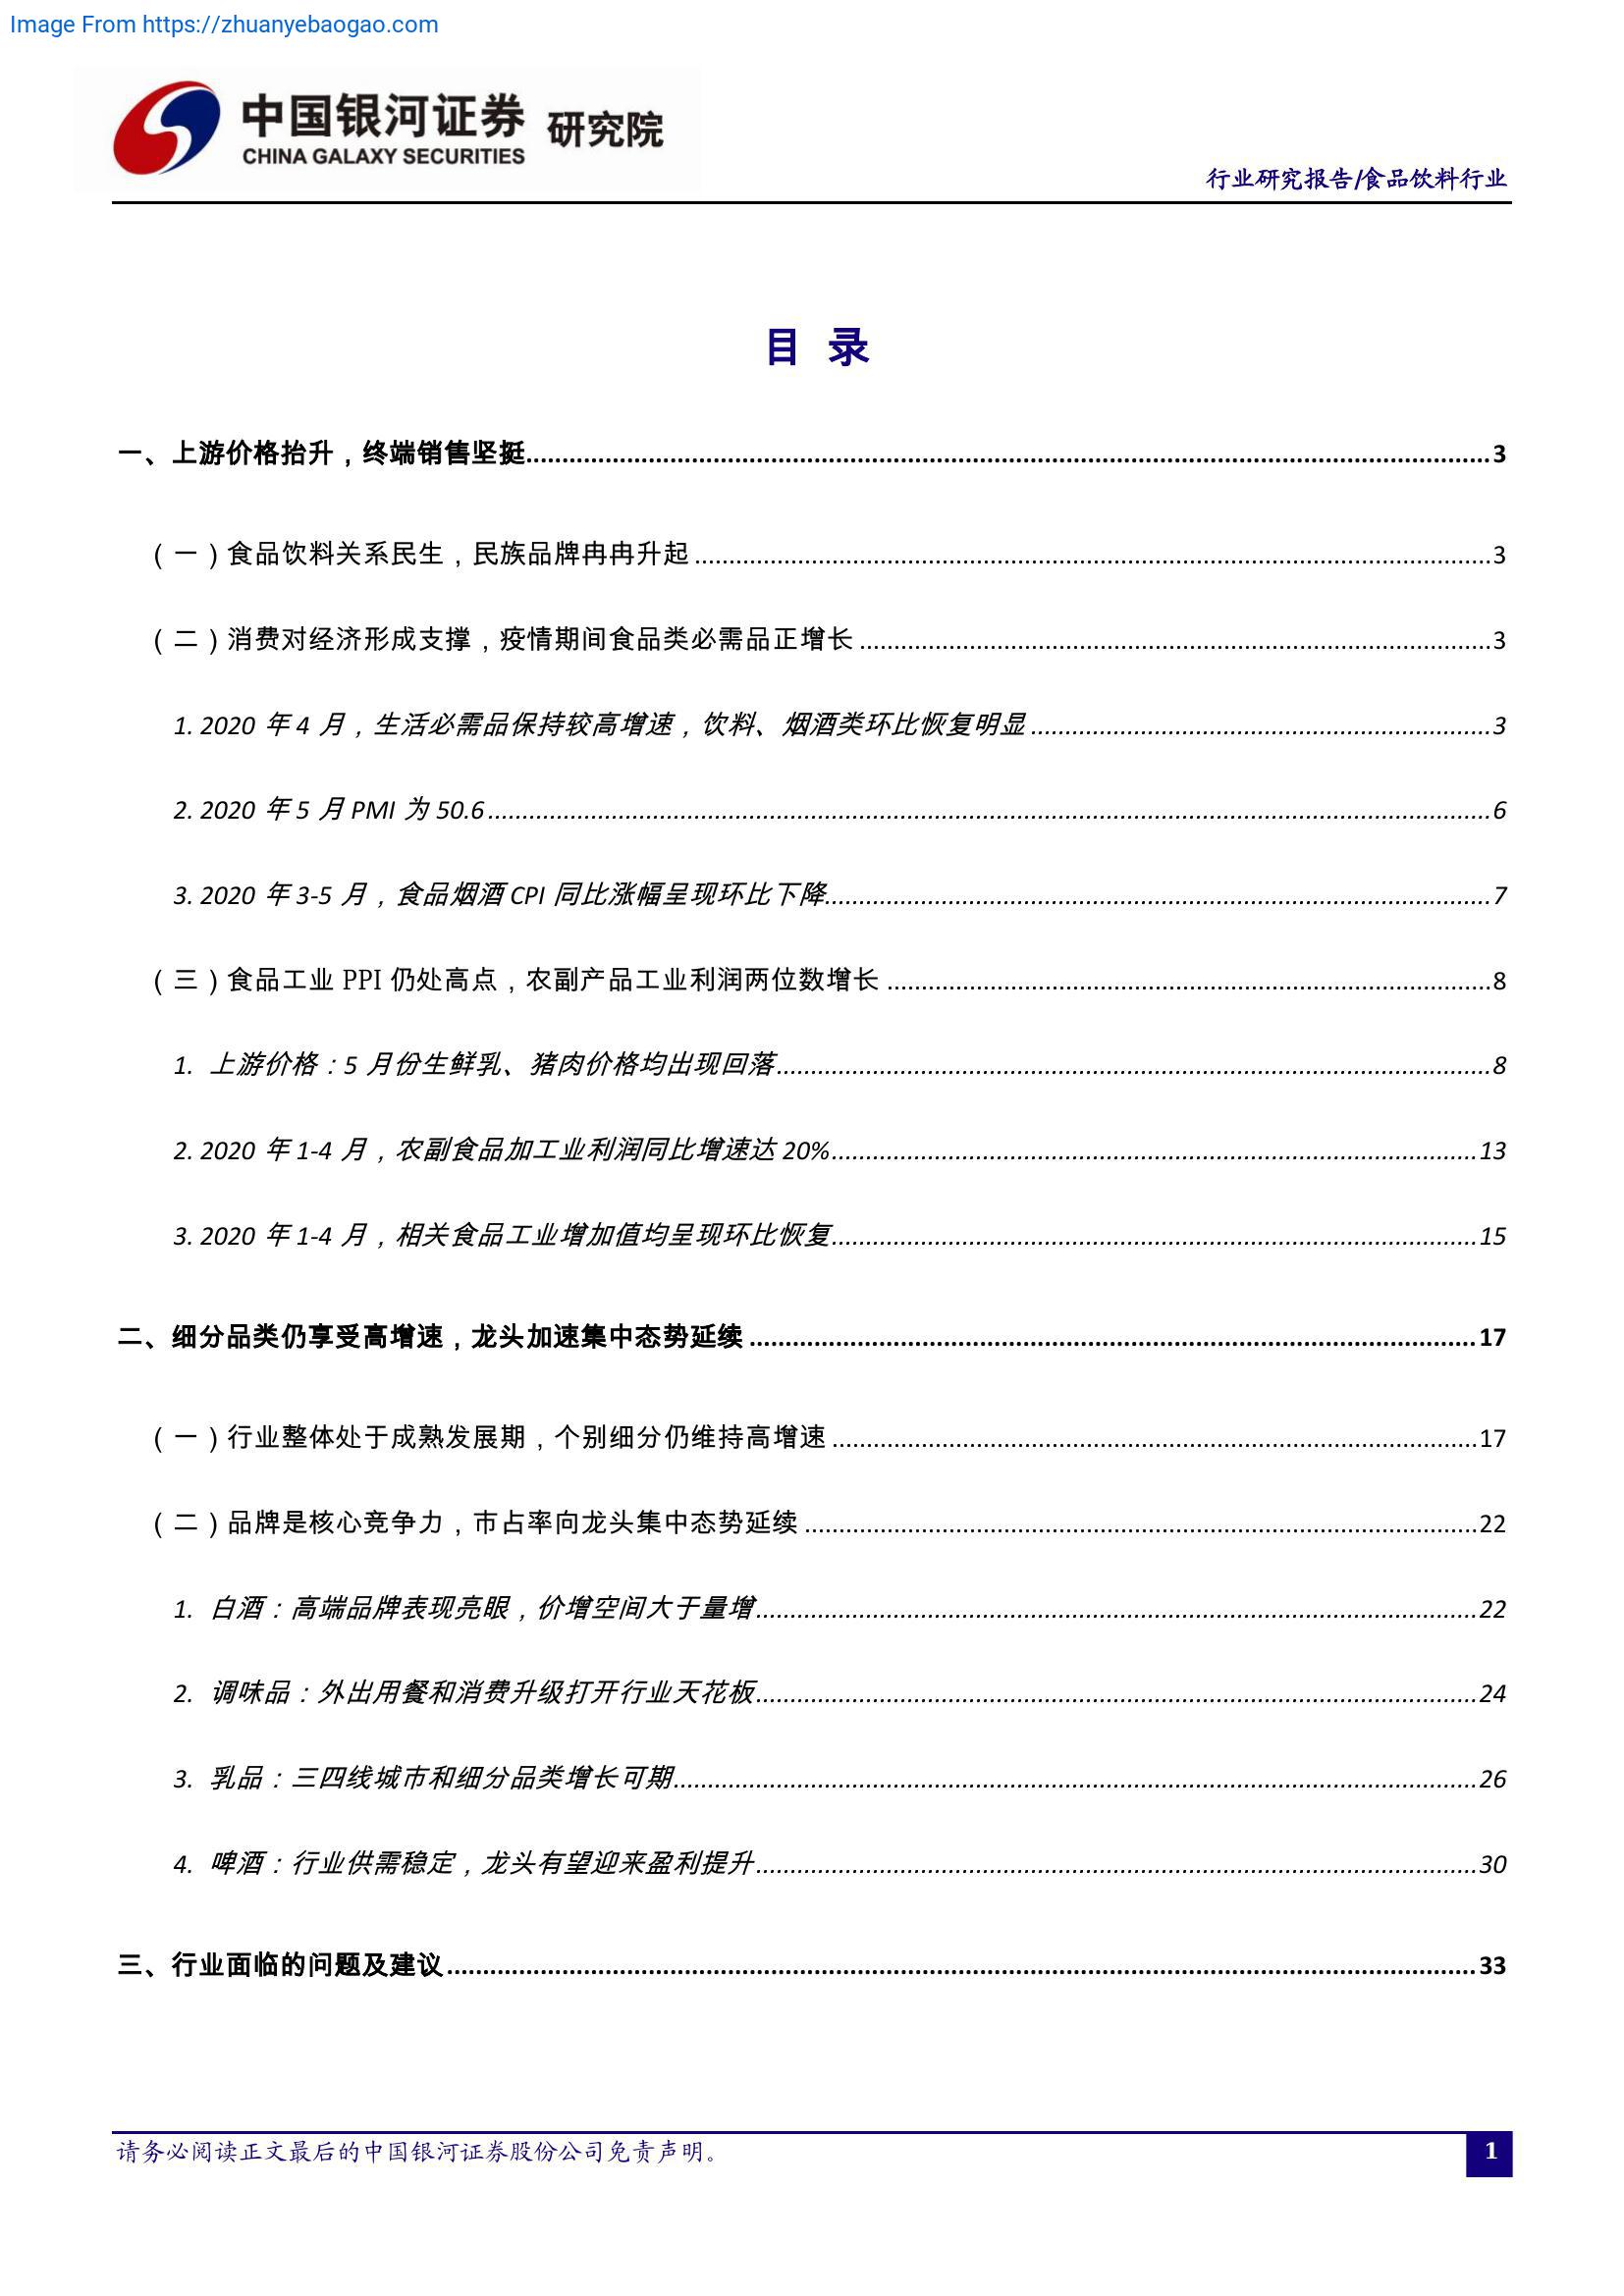 Image From https://zhuanyebaogao.com
中国银河证券 研究院
CHINA GALAXY SECURITIES
行业研究报告/食品饮料行业
目 录
一、上游价格抬升，终端销售坚挺 3
（一）食品饮料关系民生，民族品牌冉冉升起 3
（二）消费对经济形成支撑，疫情期间食品类必需品正增长 3
1. 2020 年 4 月，生活必需品保持较高增速，饮料、烟酒类环比恢复明显 3
2. 2020 年 5 月 PMI 为 50.6 6
3. 2020 年 3-5 月，食品烟酒 CPI 同比涨幅呈现环比下降 7
（三）食品工业 PPI 仍处高点，农副产品工业利润两位数增长 8
1. 上游价格：5 月份生鲜乳、猪肉价格均出现回落 8
2. 2020 年 1-4 月，农副食品加工业利润同比增速达 20% 13
3. 2020 年 1-4 月，相关食品工业增加值均呈现环比恢复 15
二、细分品类仍享受高增速，龙头加速集中态势延续 17
（一）行业整体处于成熟发展期，个别细分仍维持高增速 17
（二）品牌是核心竞争力，市占率向龙头集中态势延续 22
1. 白酒：高端品牌表现亮眼，价增空间大于量增 22
2. 调味品：外出用餐和消费升级打开行业天花板 24
3. 乳品：三四线城市和细分品类增长可期 26
4. 啤酒：行业供需稳定，龙头有望迎来盈利提升 30
三、行业面临的问题及建议 33
请务必阅读正文最后的中国银河证券股份公司免责声明。
1